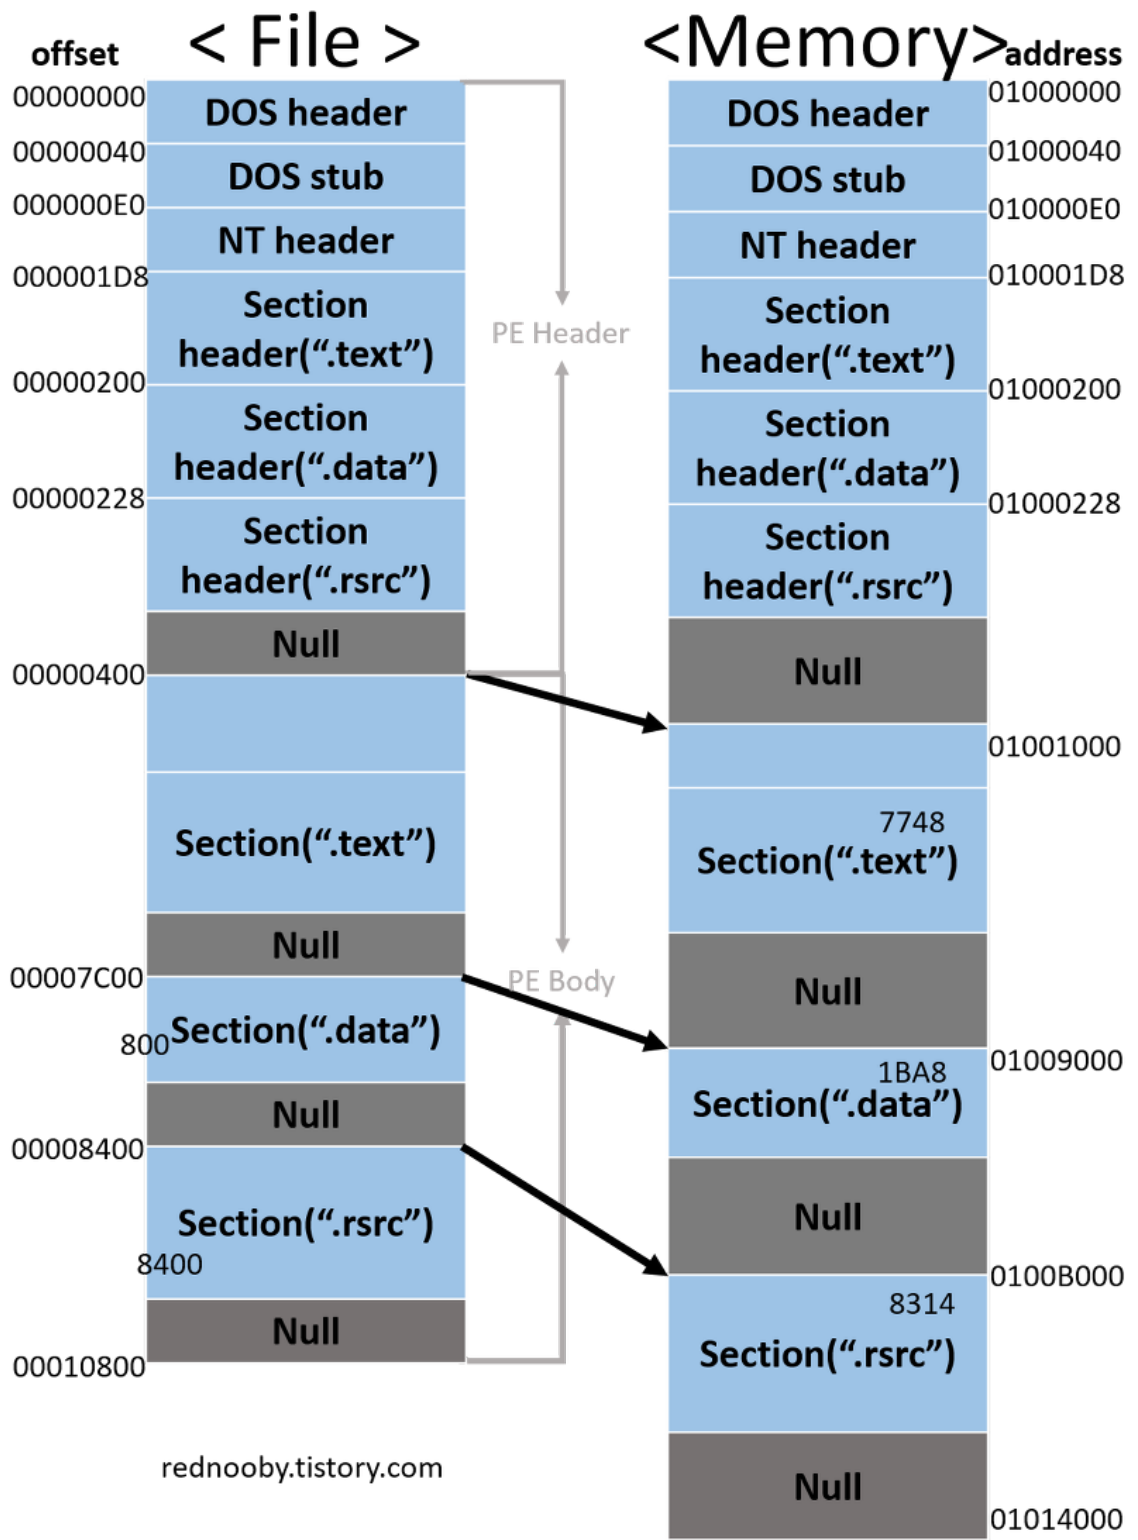 < File >
offset
00000000
DOS header
00000040
DOS stub
000000E0
NT header
000001D8
Section
header(“.text”)
00000200
Section
header(“.data”)
00000228
Section
header(“.rsrc”)
Null
00000400
Section(“.text”)
Null
00007C00
Section(“.data”)
800
Null
00008400
Section(“.rsrc”)
8400
Null
00010800
PE Header
PE Body
<Memory>
address
01000000
DOS header
01000040
DOS stub
010000E0
NT header
010001D8
Section
header(“.text”)
01000200
Section
header(“.data”)
01000228
Section
header(“.rsrc”)
Null
01001000
7748
Section(“.text”)
Null
01009000
1BA8
Section(“.data”)
Null
0100B000
8314
Section(“.rsrc”)
Null
01014000
rednooby.tistory.com